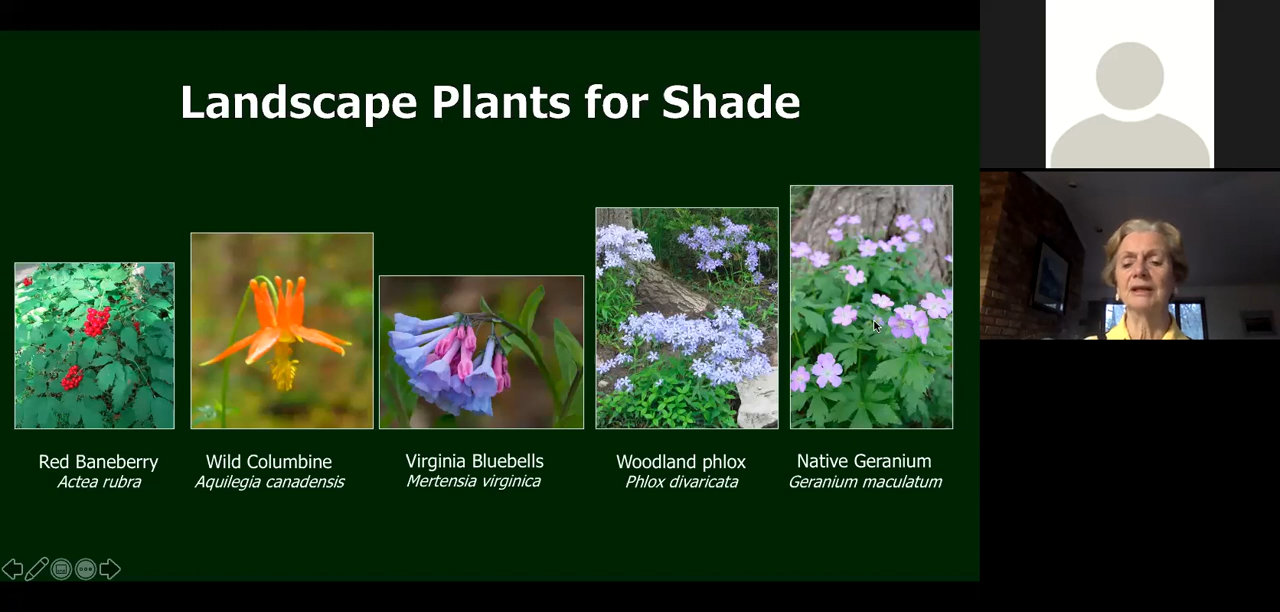 Landscape Plants for Shade
Red Baneberry
Actea rubra
Wild Columbine
Aquilegia canadensis
Virginia Bluebells
Mertensia virginica
Woodland phlox
Phlox divaricata
Native Geranium
Geranium maculatum